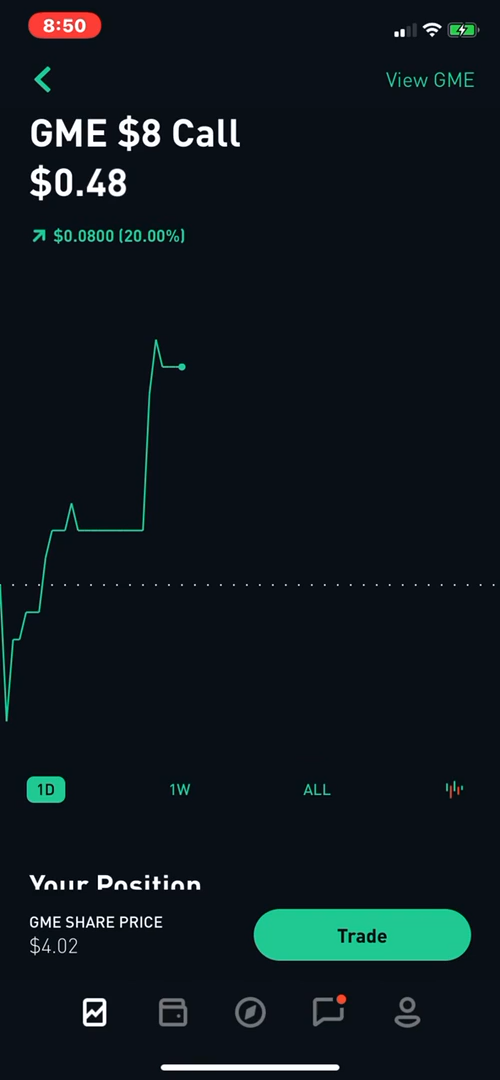 8:50
View GME
GME $8 Call
$0.48
$0.0800 (20.00%)
1D
1W
ALL
Your Position
GME SHARE PRICE
$4.02
Trade